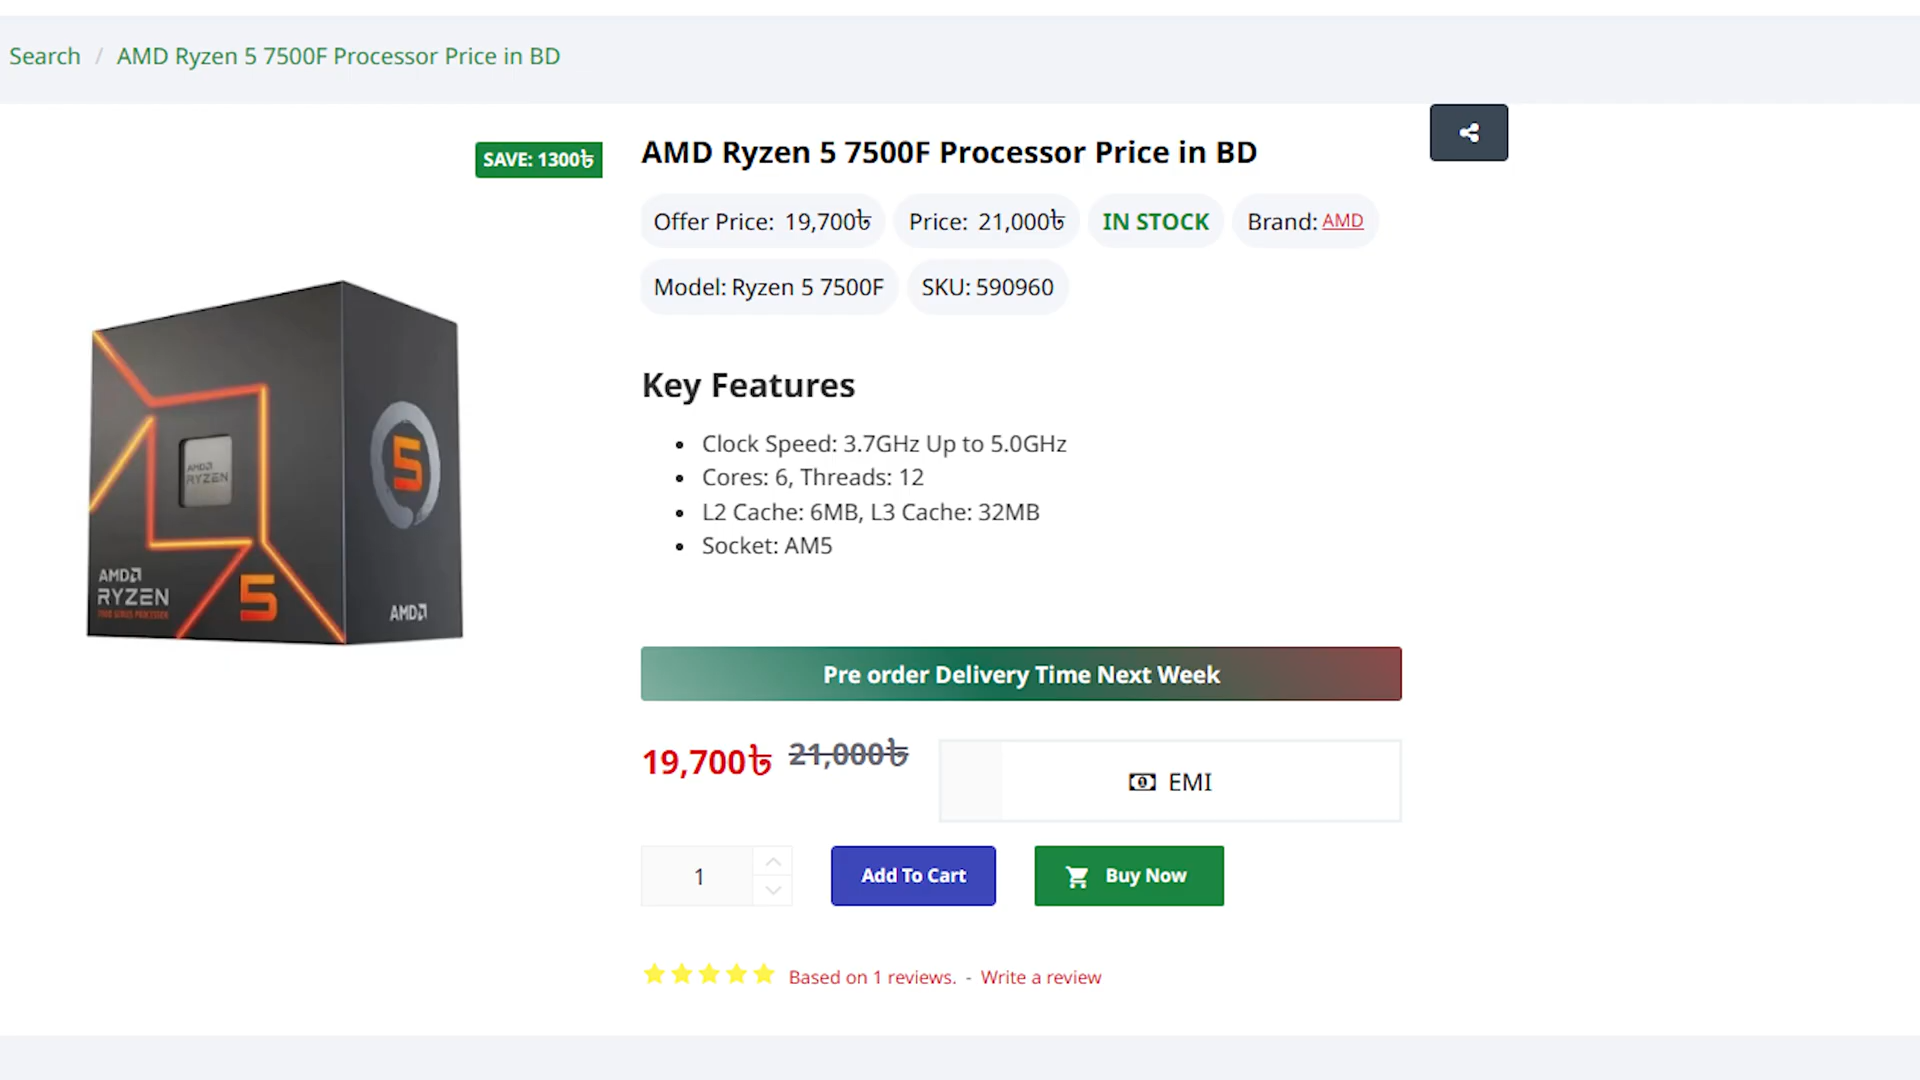 Search / AMD Ryzen 5 7500F Processor Price in BD
SAVE: 1300৳
AMD Ryzen 5 7500F Processor Price in BD
Offer Price: 19,700৳ Price: 21,000৳ IN STOCK Brand: AMD
Model: Ryzen 5 7500F SKU: 590960
Key Features
• Clock Speed: 3.7GHz Up to 5.0GHz
• Cores: 6, Threads: 12
• L2 Cache: 6MB, L3 Cache: 32MB
• Socket: AM5
AMD
RYZEN
5
AMD
RYZEN
5
AMD
Pre order Delivery Time Next Week
19,700৳ 21,000৳ EMI
1 Add To Cart Buy Now
Based on 1 reviews. - Write a review